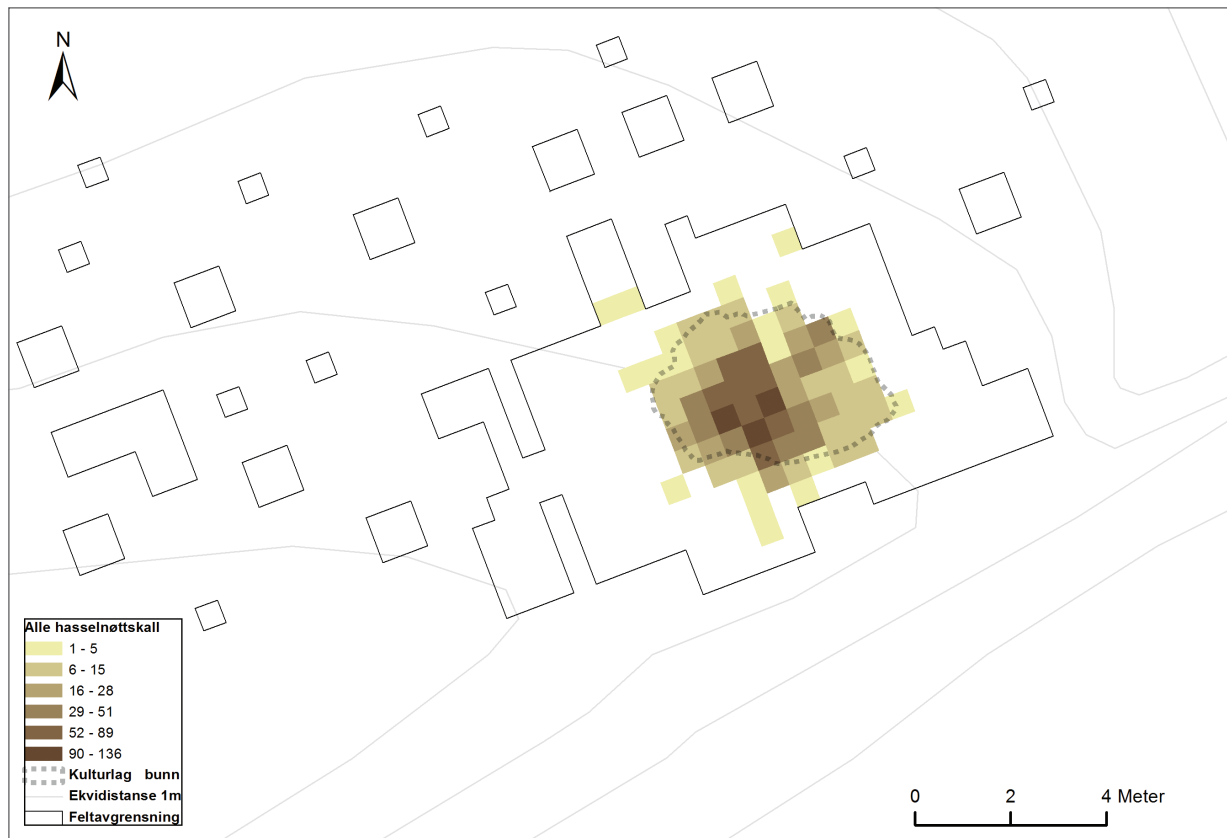 N
Alle hasselnøttskall
1 - 5
6 - 15
16 - 28
29 - 51
52 - 89
90 - 136
Kulturlag bunn
Ekvidistanse 1m
Feltavgrensning
0 2 4 Meter